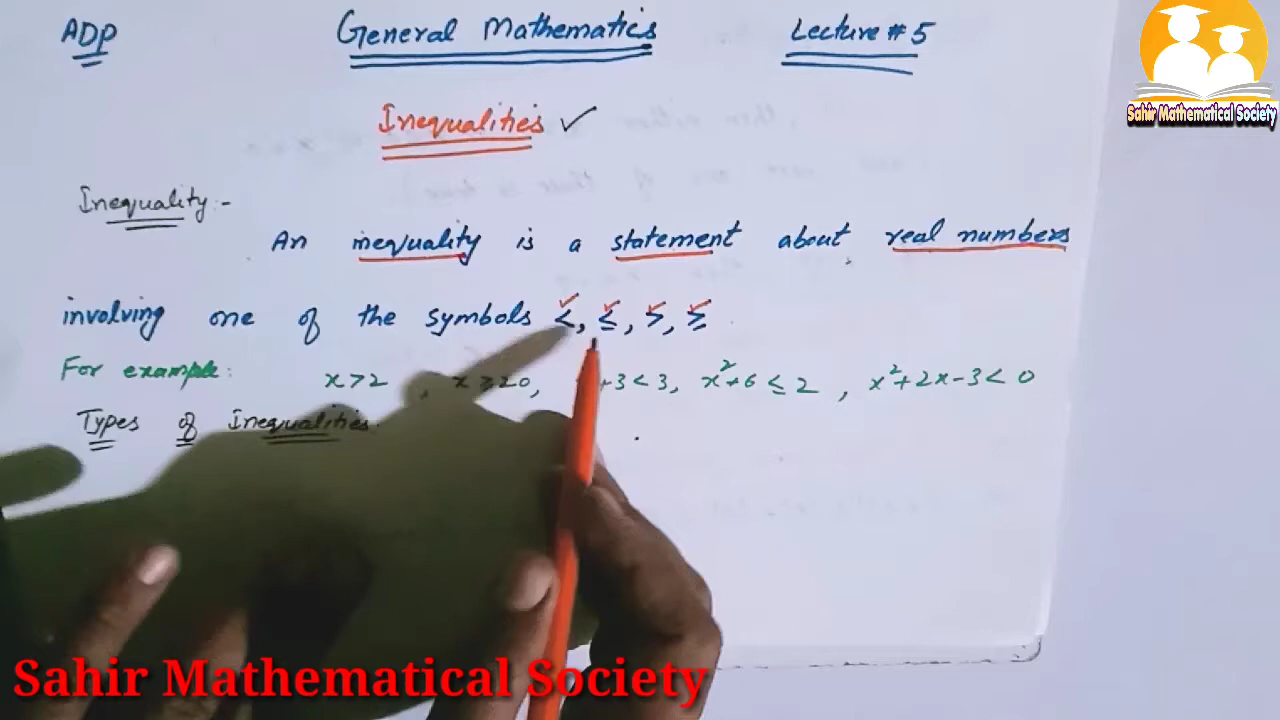 ADP General Mathematics Lecture # 5
Sahir Mathematical Society
Inequalities ✓
Inequality:-
An inequality is a statement about real numbers
involving one of the symbols <, ≤, >, ≥
For example: x>2 , x ≥ 20, +3 < 3, x²+6 ≤ 2 , x²+2x-3 < 0
Types of Inequalities.
Sahir Mathematical Society